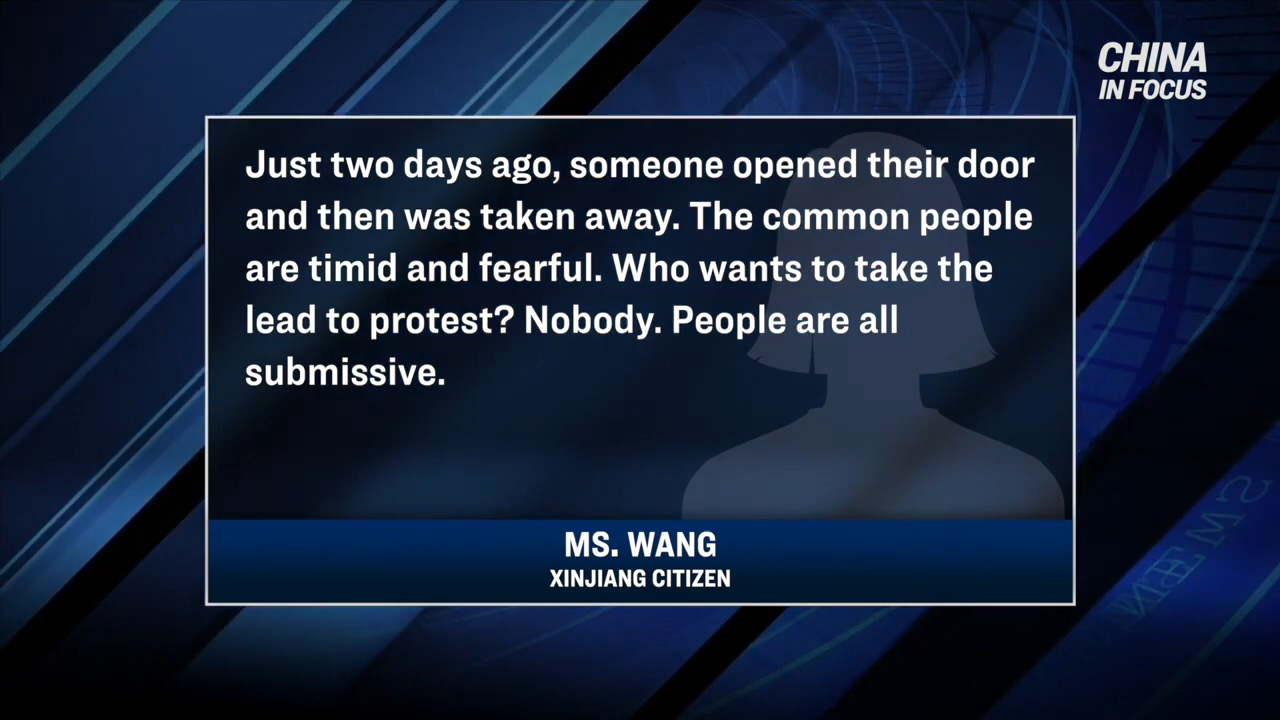 CHINA
IN FOCUS
Just two days ago, someone opened their door
and then was taken away. The common people
are timid and fearful. Who wants to take the
lead to protest? Nobody. People are all
submissive.
MS. WANG
XINJIANG CITIZEN